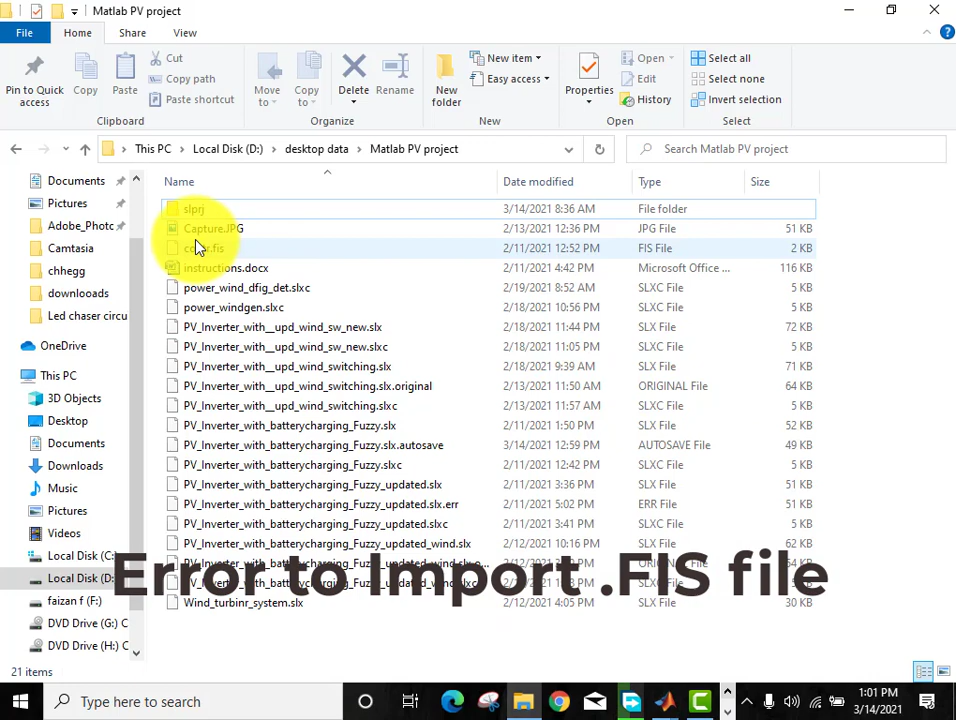 Matlab PV project
File Home Share View
Pin to Quick access
Copy
Paste
Cut
Copy path
Paste shortcut
Move to
Copy to
Delete
Rename
New folder
New item
Easy access
Properties
Open
Edit
History
Select all
Select none
Invert selection
Clipboard Organize New Open Select
This PC > Local Disk (D:) > desktop data > Matlab PV project
Search Matlab PV project
Name Date modified Type Size
Documents
Pictures
Adobe_Photc
Camtasia
chhegg
downlooads
Led chaser circu
OneDrive
This PC
3D Objects
Desktop
Documents
Downloads
Music
Pictures
Videos
Local Disk (C:
Local Disk (D:
faizan f (F:)
DVD Drive (G:) C
DVD Drive (H:) C
slprj 3/14/2021 8:36 AM File folder
Capture.JPG 2/13/2021 12:36 PM JPG File 51 KB
2/11/2021 12:52 PM FIS File 2 KB
instructions.docx 2/11/2021 4:42 PM Microsoft Office ... 116 KB
power_wind_dfig_det.slxc 2/19/2021 8:52 AM SLXC File 5 KB
power_windgen.slxc 2/18/2021 10:56 PM SLXC File 5 KB
PV_Inverter_with__upd_wind_sw_new.slx 2/18/2021 11:44 PM SLX File 72 KB
PV_Inverter_with__upd_wind_sw_new.slxc 2/18/2021 11:05 PM SLXC File 5 KB
PV_Inverter_with__upd_wind_switching.slx 2/18/2021 9:39 AM SLX File 71 KB
PV_Inverter_with__upd_wind_switching.slx.original 2/13/2021 11:50 AM ORIGINAL File 64 KB
PV_Inverter_with__upd_wind_switching.slxc 2/13/2021 11:57 AM SLXC File 5 KB
PV_Inverter_with_batterycharging_Fuzzy.slx 2/11/2021 1:50 PM SLX File 52 KB
PV_Inverter_with_batterycharging_Fuzzy.slx.autosave 3/14/2021 12:59 PM AUTOSAVE File 49 KB
PV_Inverter_with_batterycharging_Fuzzy.slxc 2/11/2021 12:42 PM SLXC File 5 KB
PV_Inverter_with_batterycharging_Fuzzy_updated.slx 2/11/2021 3:36 PM SLX File 51 KB
PV_Inverter_with_batterycharging_Fuzzy_updated.slx.err 2/11/2021 5:02 PM ERR File 51 KB
PV_Inverter_with_batterycharging_Fuzzy_updated.slxc 2/11/2021 3:41 PM SLXC File 5 KB
PV_Inverter_with_batterycharging_Fuzzy_updated_wind.slx 2/12/2021 10:16 PM SLX File 62 KB
Error to Import .FIS file
Wind_turbinr_system.slx 2/12/2021 4:05 PM SLX File 30 KB
21 items
Type here to search
1:01 PM
3/14/2021